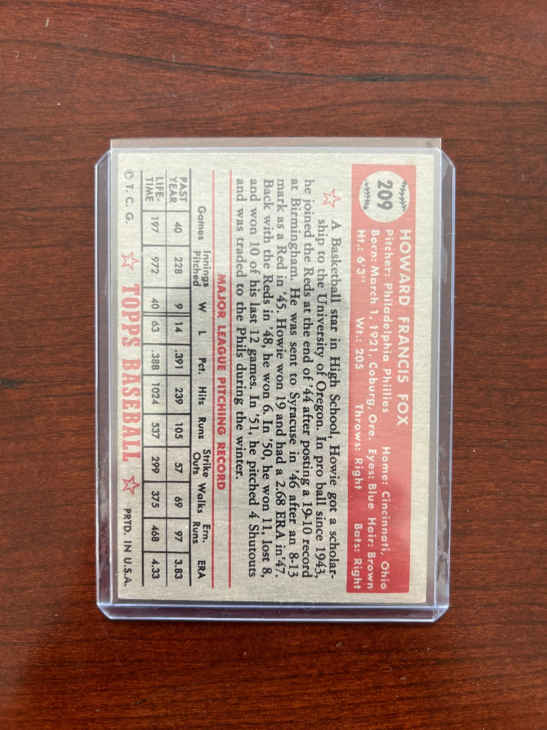 209
HOWARD FRANCIS FOX
Pitcher: Philadelphia Phillies Home: Cincinnati, Ohio
Born: March 1, 1921, Coburg, Ore. Eyes: Blue Hair: Brown
Ht.: 6'3" Wt.: 205 Throws: Right Bats: Right
A Basketball star in High School, Howie got a scholar-
ship to the University of Oregon. In pro ball since 1943,
he joined the Reds at the end of '44 after posting a 19-10 record
at Birmingham. He was sent to Syracuse in '46 after an 8-13
mark as a Red in '45. Howie won 19 and had a 2.68 ERA in '47.
Back with the Reds in '48, he won 6. In '50, he won 11, lost 8,
and won 10 of his last 12 games. In '51, he pitched 4 Shutouts
and was traded to the Phils during the winter.
MAJOR LEAGUE PITCHING RECORD
Games Innings Pitched W L Pct. Hits Runs Strike Outs Walks Ern. Runs ERA
PAST YEAR 40 228 9 14 .391 239 105 57 69 97 3.83
LIFE-TIME 197 972 40 63 .388 1024 537 299 375 468 4.33
© T. C. G. TOPPS BASEBALL PRTD. IN U.S.A.